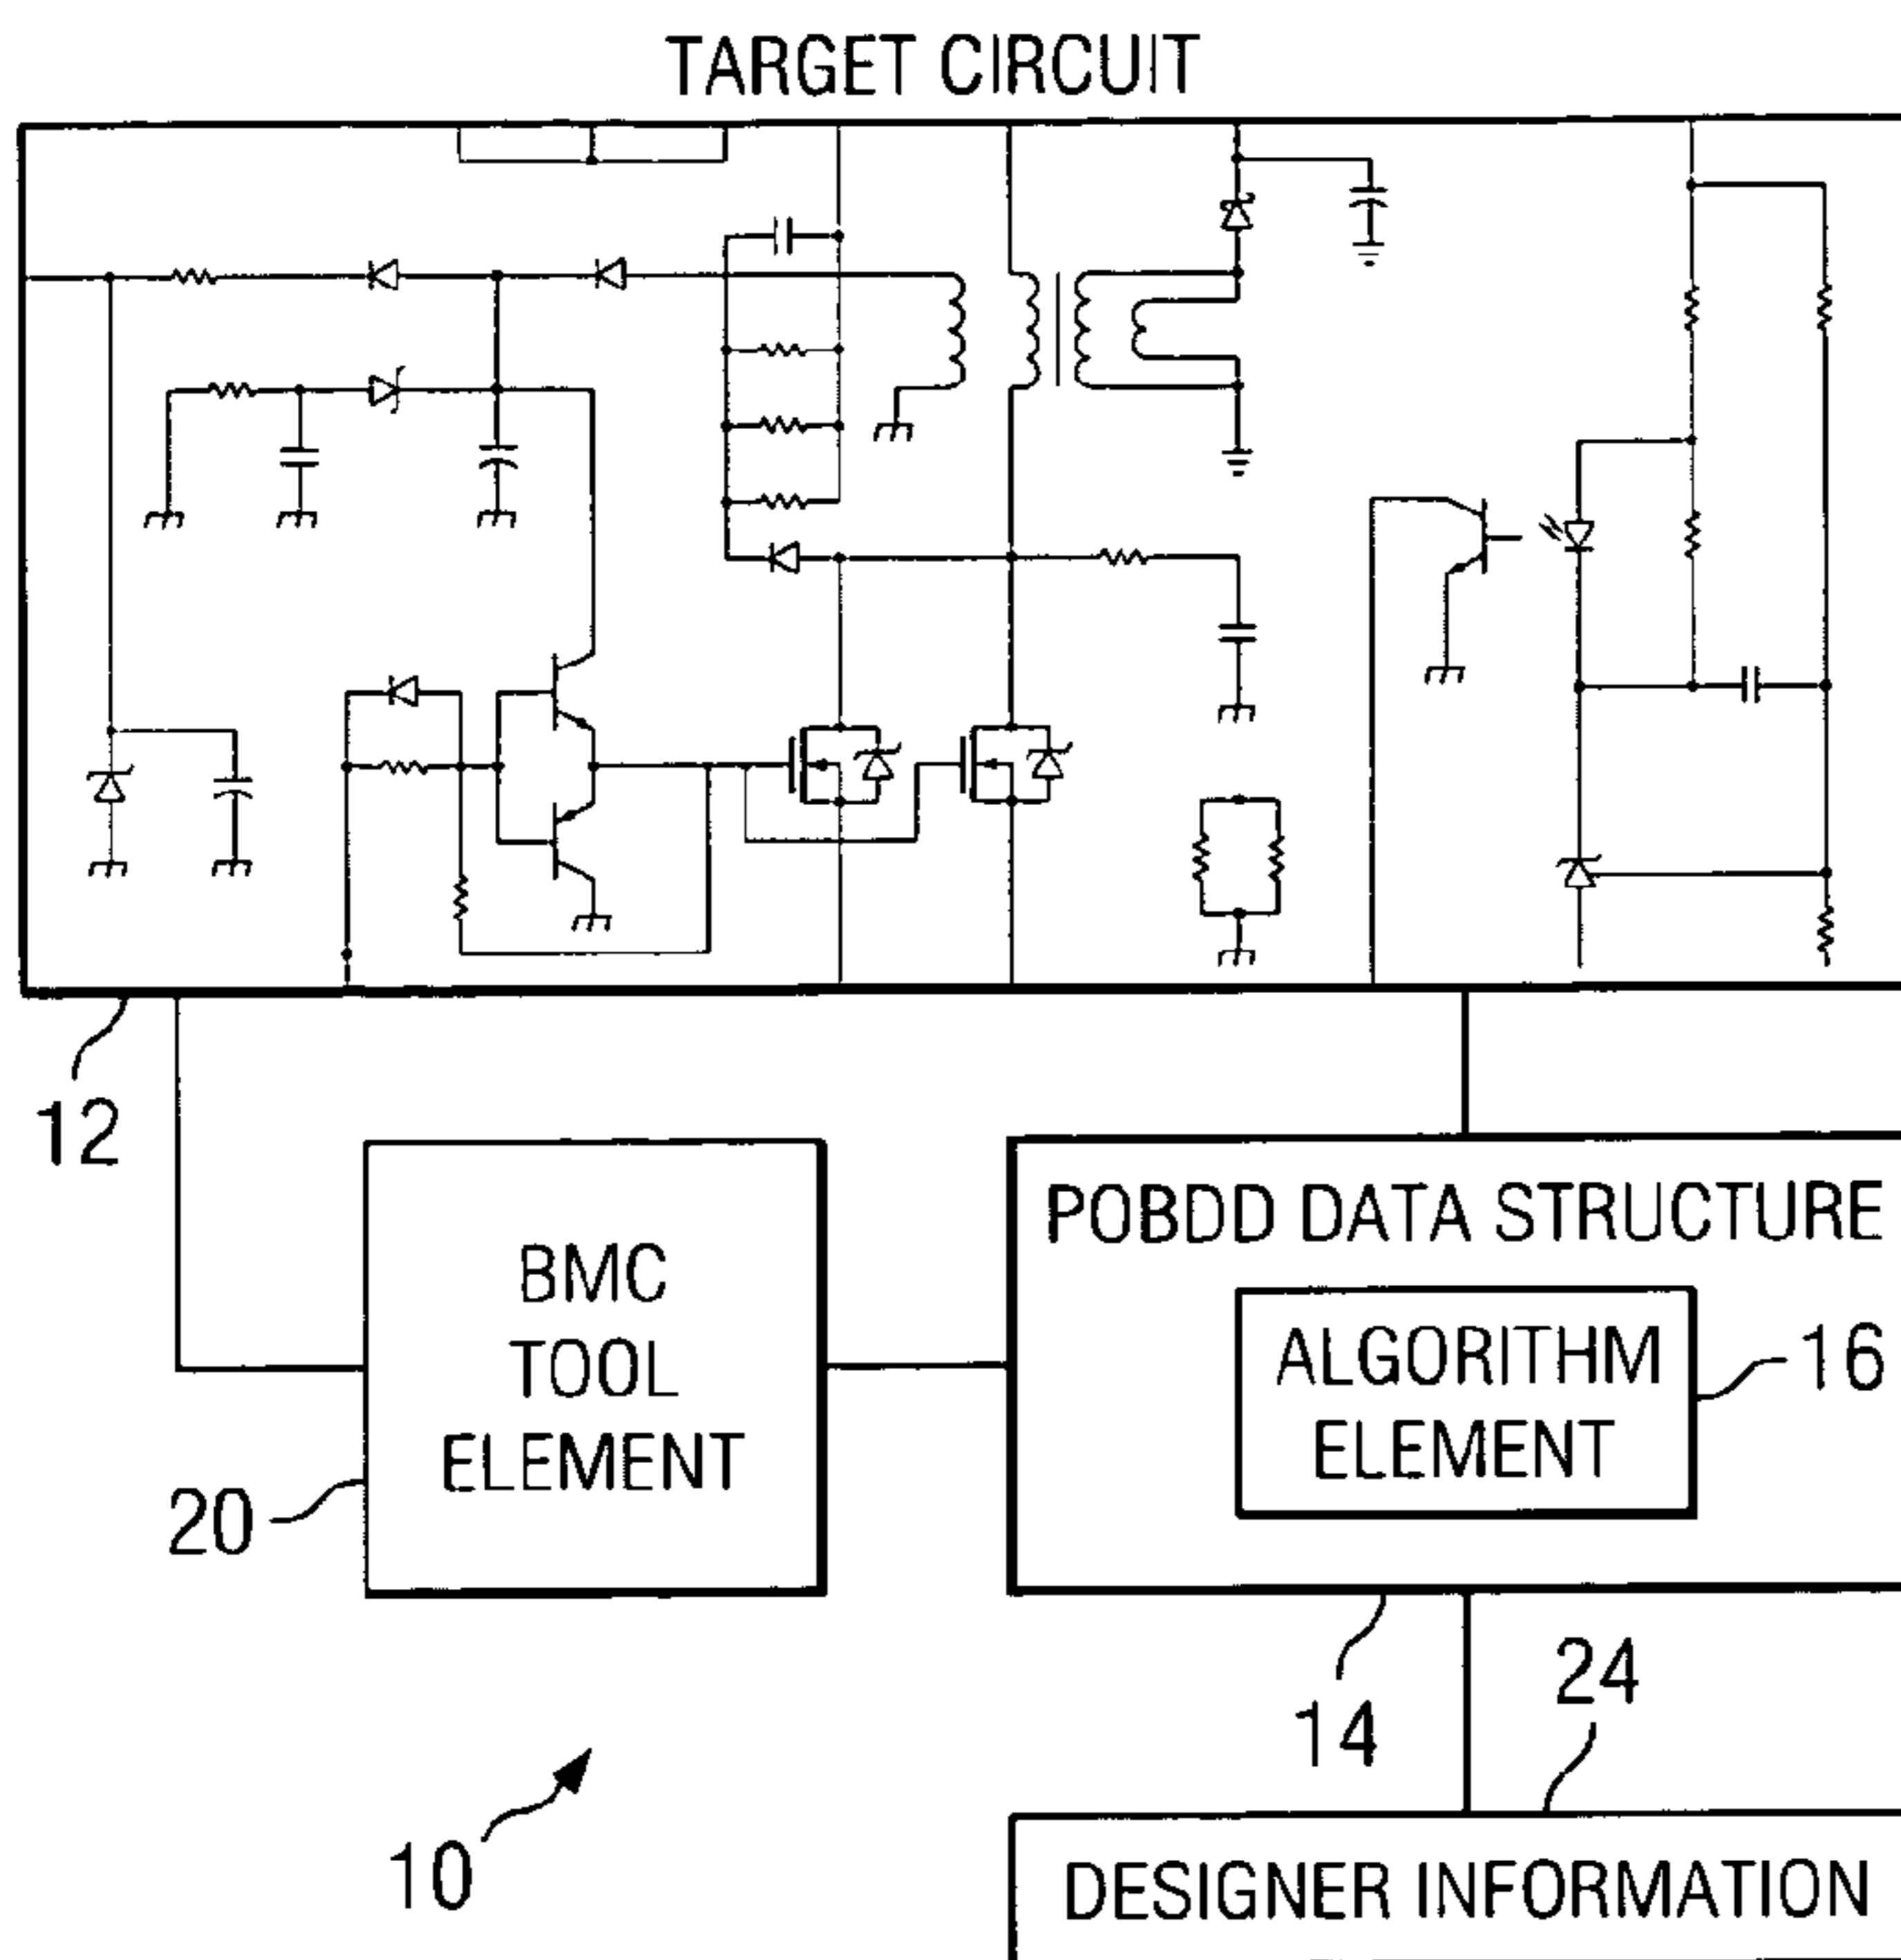 TARGET CIRCUIT
12
POBDD DATA STRUCTURE
BMC
TOOL
ELEMENT
ALGORITHM
ELEMENT
16
20
14
24
10
DESIGNER INFORMATION